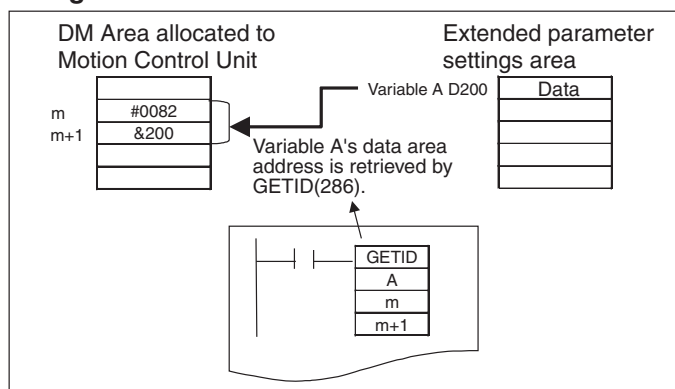 DM Area allocated to
Motion Control Unit
Extended parameter
settings area
Variable A D200
Data
m
#0082
m+1
&200
Variable A's data area
address is retrieved by
GETID(286).
GETID
A
m
m+1